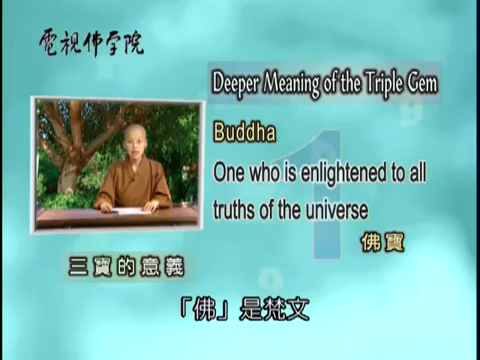 電視佛学院
Deeper Meaning of the Triple Gem
Buddha
One who is enlightened to all
truths of the universe
佛寶
三寶的意義
「佛」是梵文